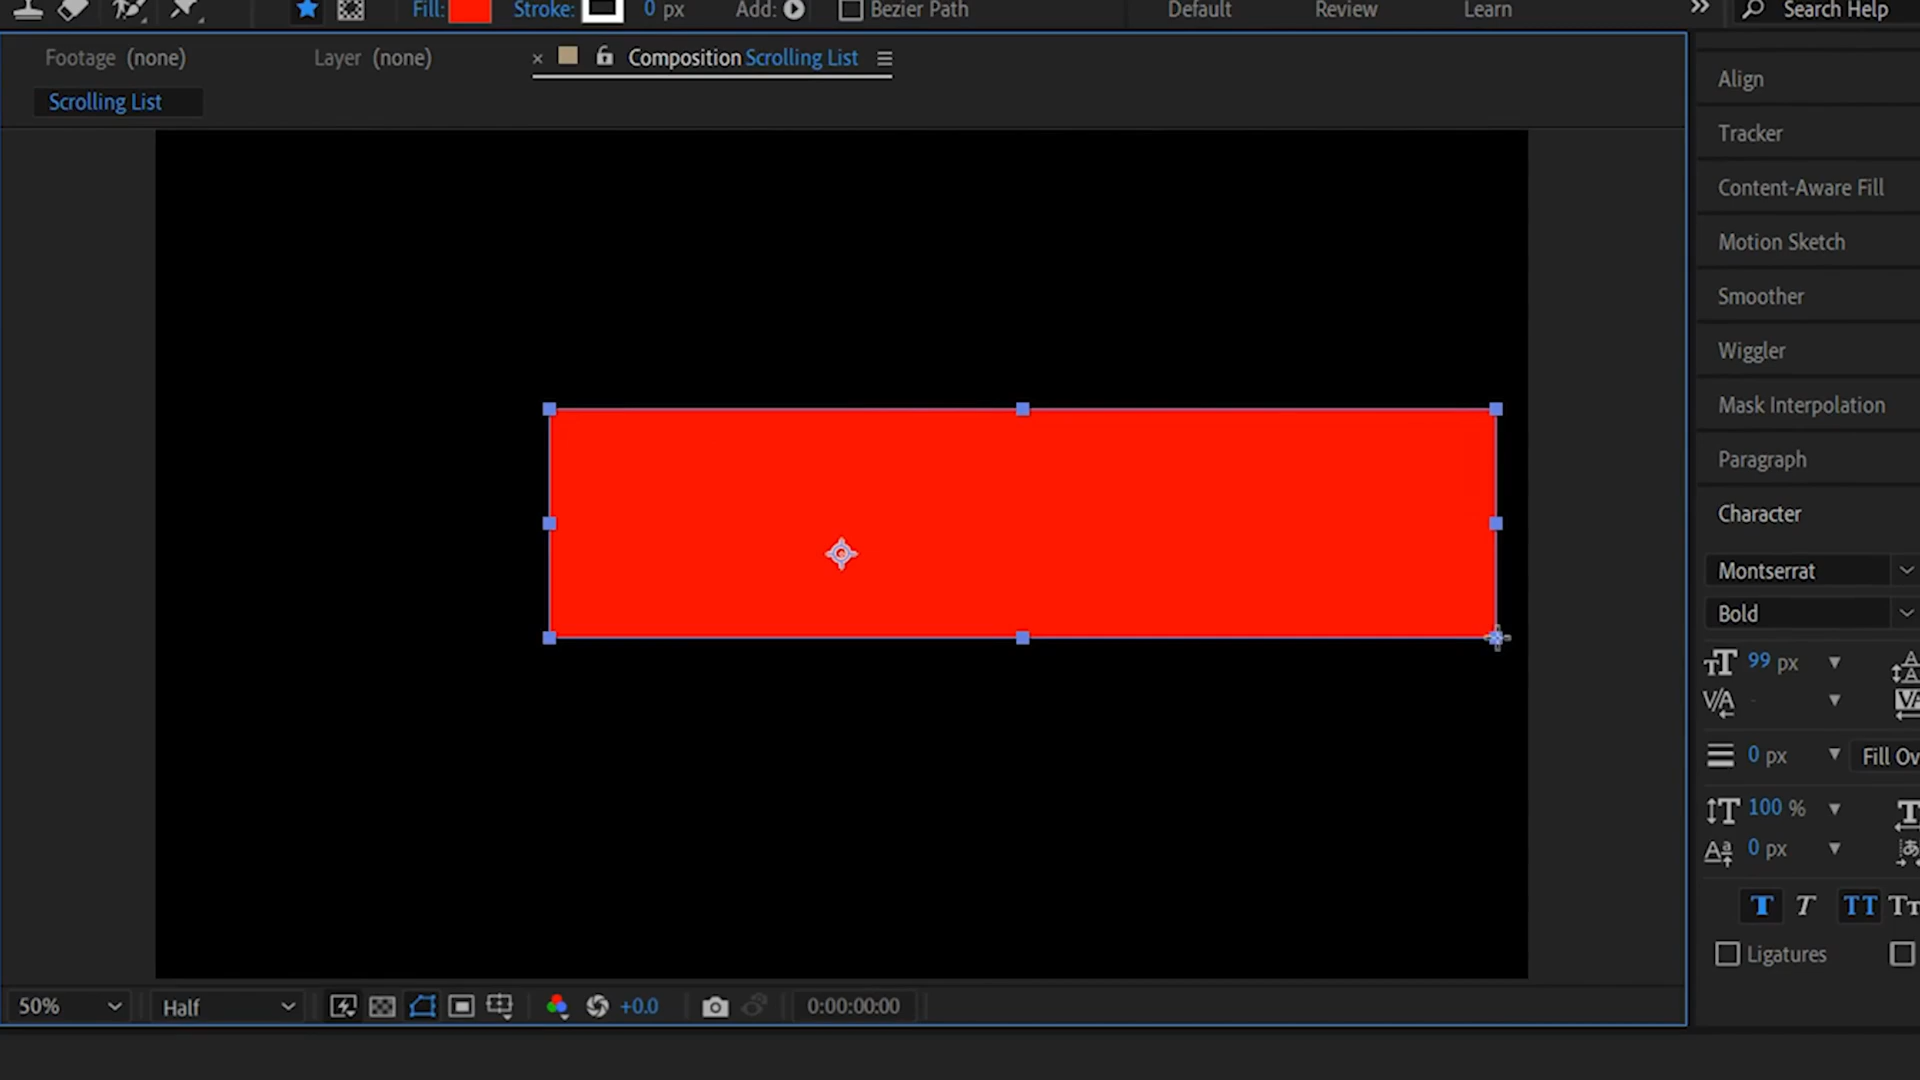 Fill: Stroke: 0 px Add: Bezier Path Default Review Learn Search Help
Footage (none) Layer (none) Composition Scrolling List
Scrolling List
Align
Tracker
Content-Aware Fill
Motion Sketch
Smoother
Wiggler
Mask Interpolation
Paragraph
Character
Montserrat
Bold
99 px
0 px Fill Ov
100 %
0 px
T T TT Tт
Ligatures
50% Half +0.0 0:00:00:00